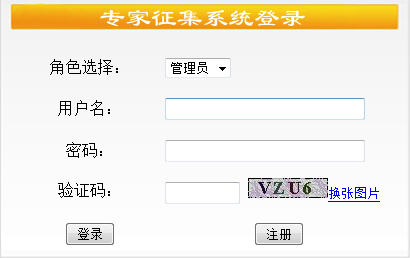 专家征集系统登录
角色选择： 管理员
用户名：
密码：
验证码： VZU6 换张图片
登录 注册